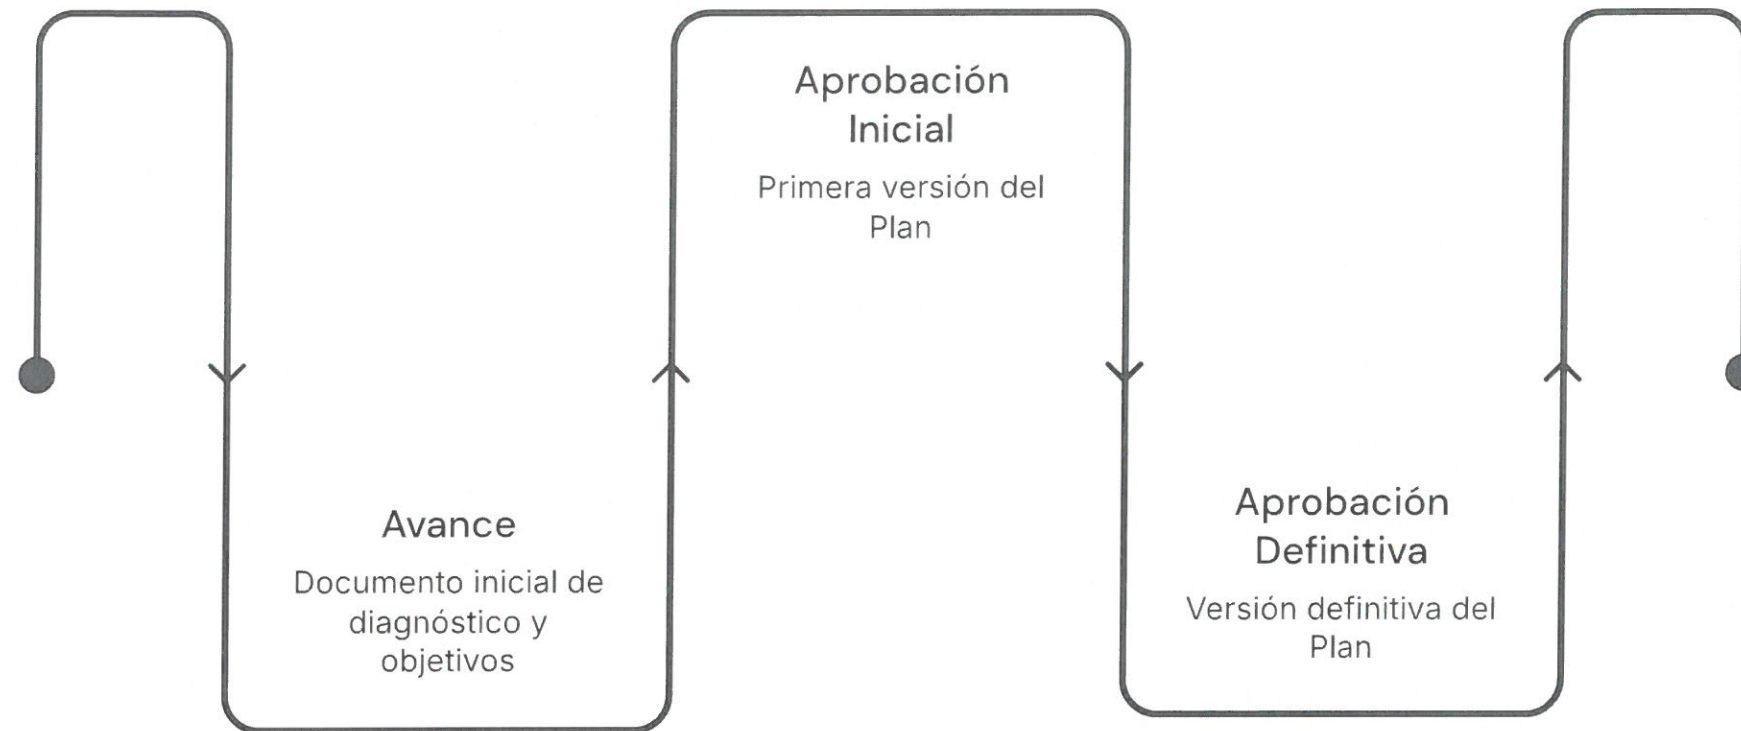 Avance
Documento inicial de
diagnóstico y
objetivos
Aprobación
Inicial
Primera versión del
Plan
Aprobación
Definitiva
Versión definitiva del
Plan